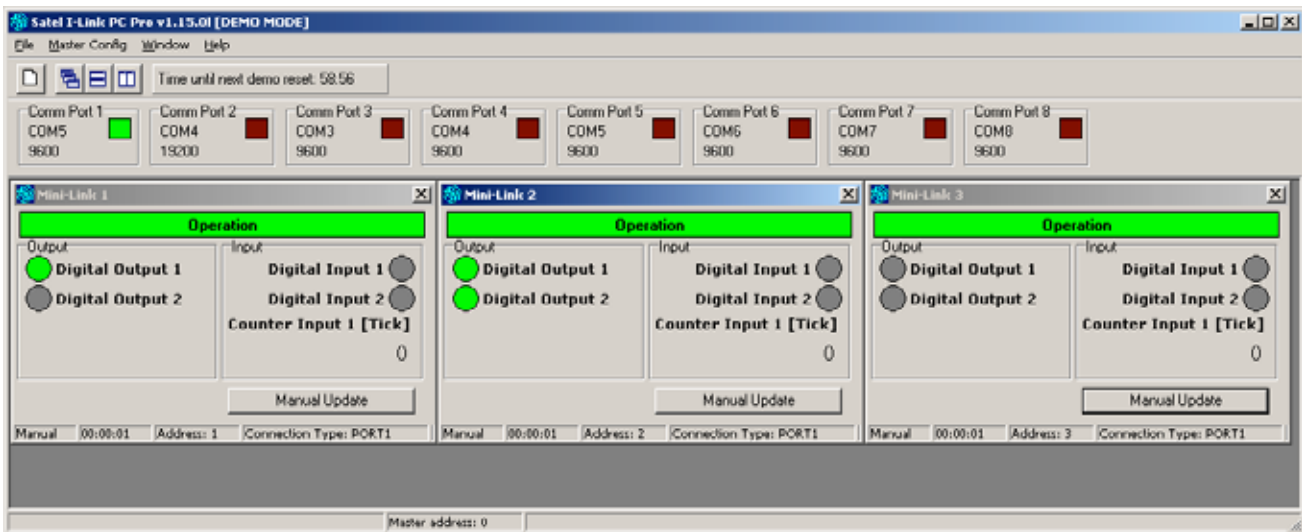 Satel I-Link PC Pro v1.15.0l [DEMO MODE]
File Master Config Window Help
Time until next demo reset: 58:56
Comm Port 1
COM5
9600
Comm Port 2
COM4
19200
Comm Port 3
COM3
9600
Comm Port 4
COM4
9600
Comm Port 5
COM5
9600
Comm Port 6
COM6
9600
Comm Port 7
COM7
9600
Comm Port 8
COM8
9600
Mini-Link 1
Operation
Output
Digital Output 1
Digital Output 2
Input
Digital Input 1
Digital Input 2
Counter Input 1 [Tick]
0
Manual Update
Manual 00:00:01 Address: 1 Connection Type: PORT1
Mini-Link 2
Operation
Output
Digital Output 1
Digital Output 2
Input
Digital Input 1
Digital Input 2
Counter Input 1 [Tick]
0
Manual Update
Manual 00:00:01 Address: 2 Connection Type: PORT1
Mini-Link 3
Operation
Output
Digital Output 1
Digital Output 2
Input
Digital Input 1
Digital Input 2
Counter Input 1 [Tick]
0
Manual Update
Manual 00:00:01 Address: 3 Connection Type: PORT1
Master address: 0